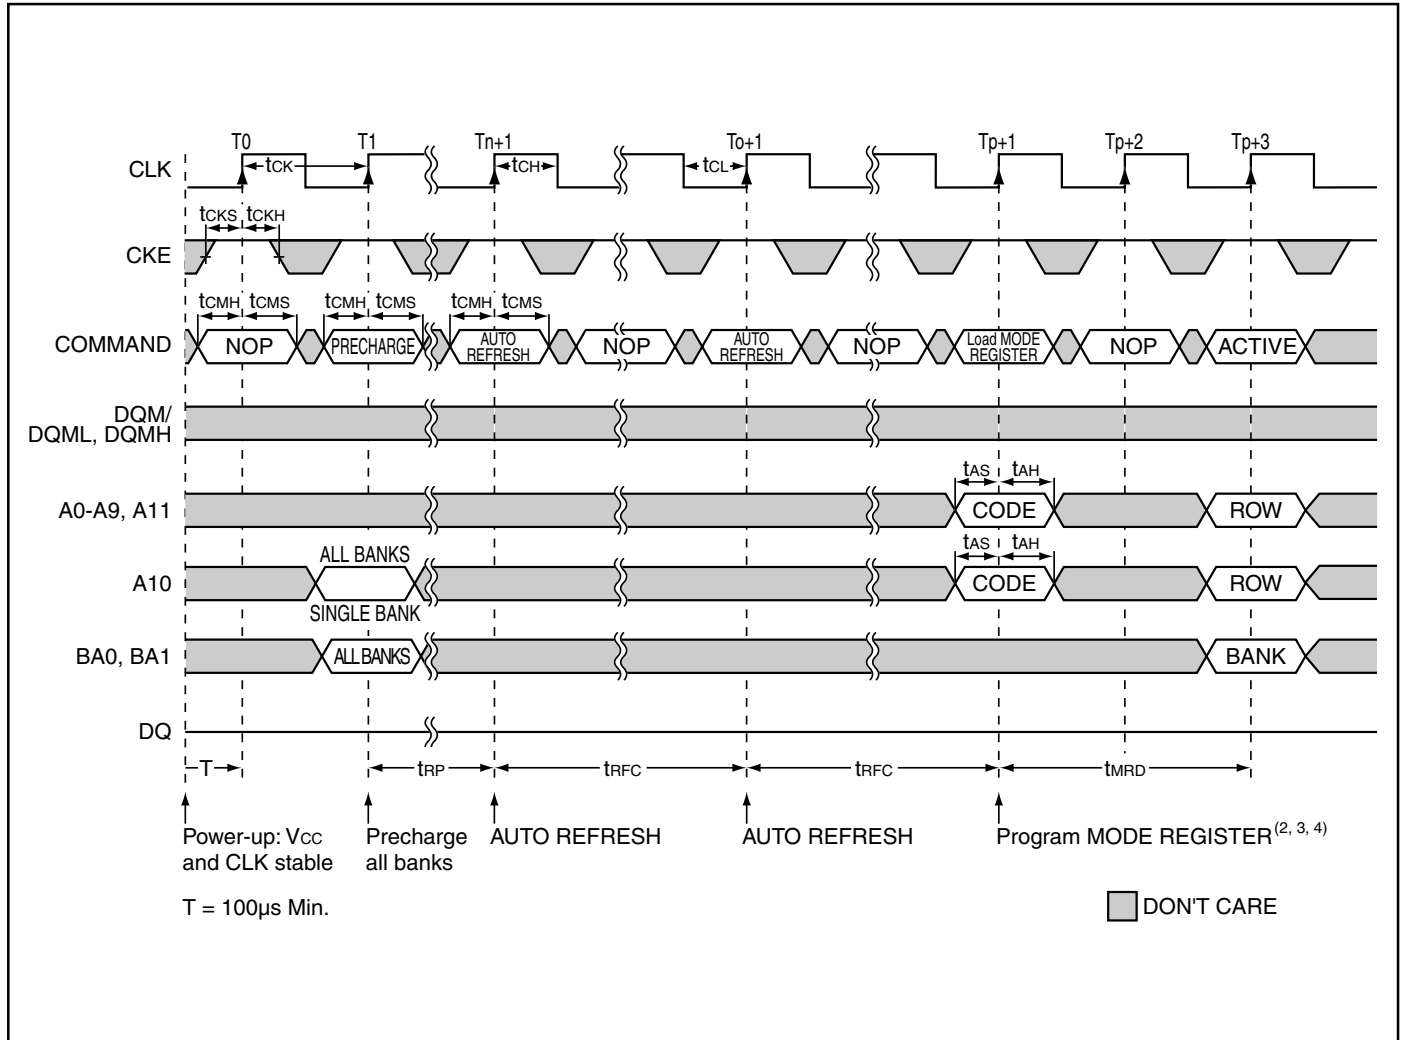 T0 T1 Tn+1 To+1 Tp+1 Tp+2 Tp+3
CLK tCK tCH tCL
tCKS tCKH
CKE
tCMH tCMS tCMH tCMS tCMH tCMS
COMMAND NOP PRECHARGE AUTO REFRESH NOP AUTO REFRESH NOP Load MODE REGISTER NOP ACTIVE
DQM/
DQML, DQMH
tAS tAH
A0-A9, A11 CODE ROW
ALL BANKS tAS tAH
A10 CODE ROW
SINGLE BANK
BA0, BA1 ALL BANKS BANK
DQ
T tRP tRFC tRFC tMRD
Power-up: VCC
and CLK stable
Precharge
all banks
AUTO REFRESH
AUTO REFRESH
Program MODE REGISTER(2, 3, 4)
T = 100µs Min.
DON'T CARE